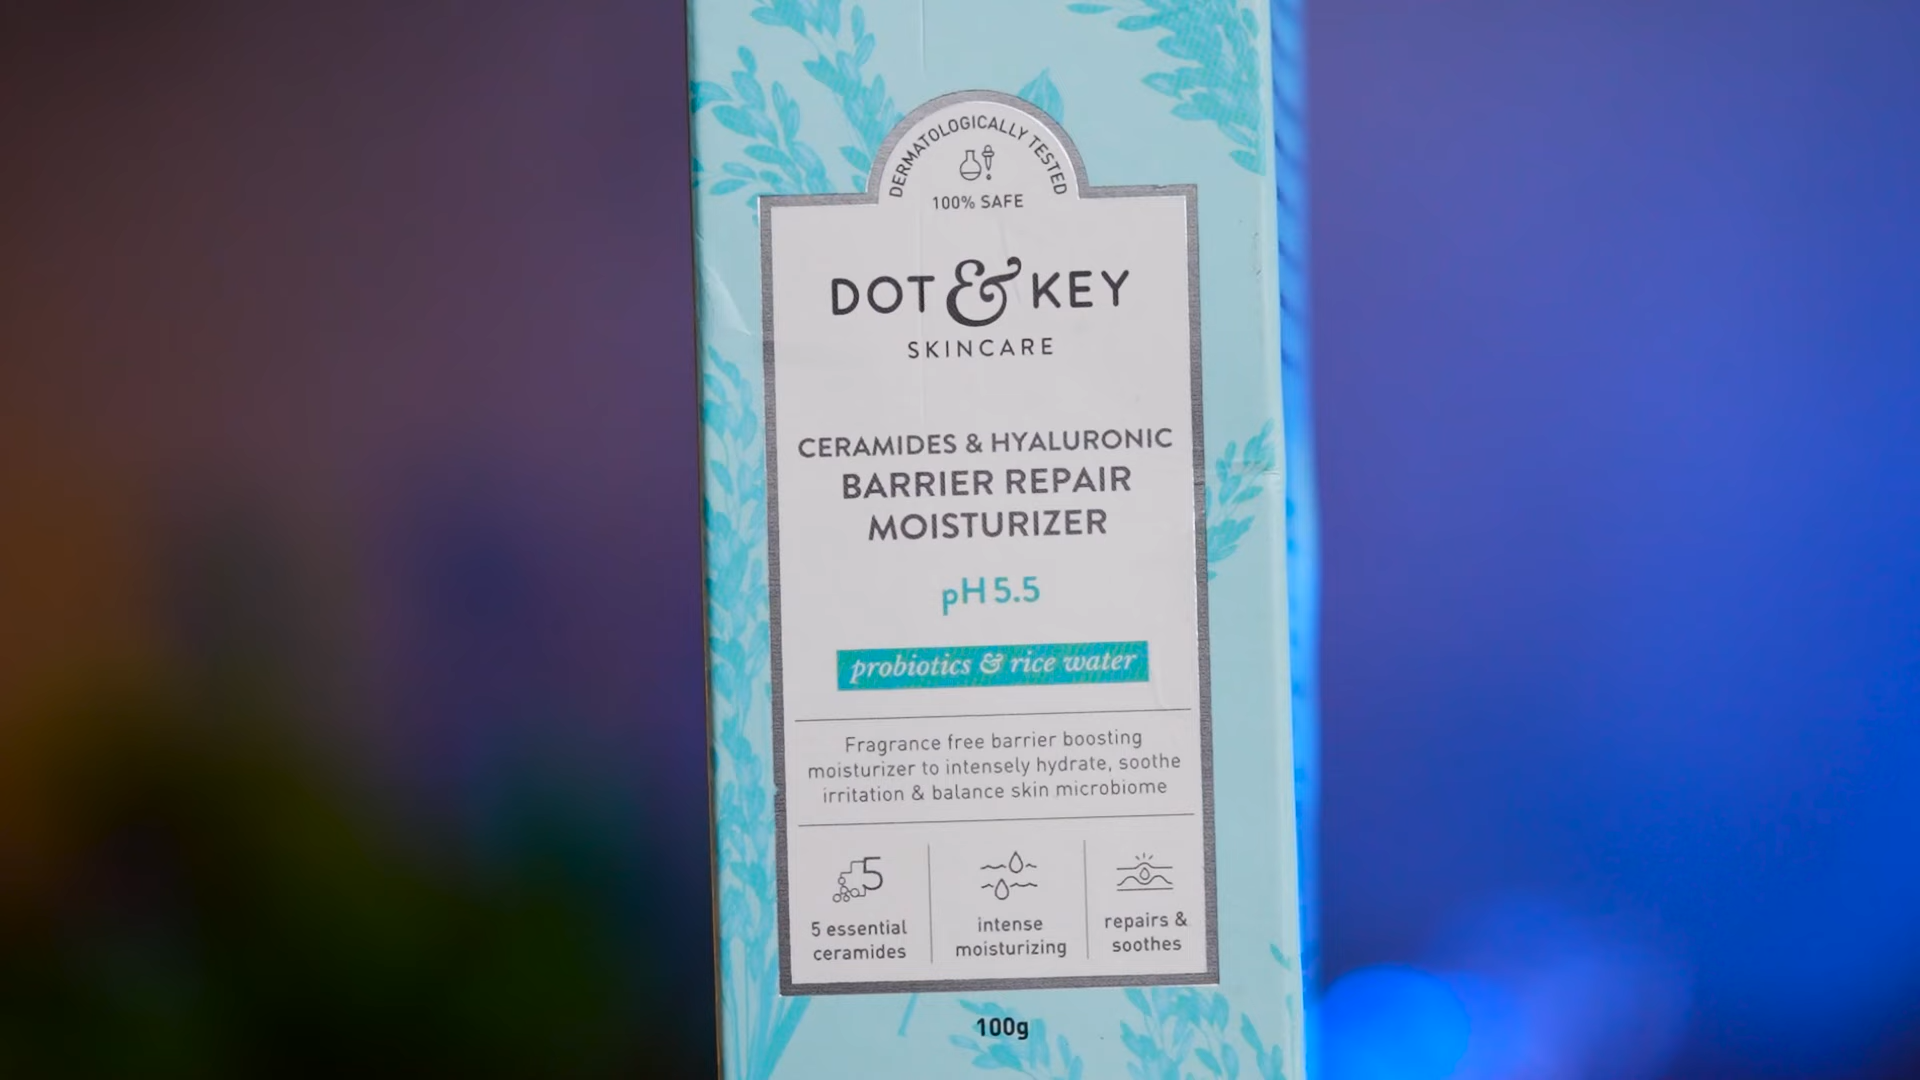 DERMATOLOGICALLY TESTED
100% SAFE
DOT & KEY
SKINCARE
CERAMIDES & HYALURONIC
BARRIER REPAIR
MOISTURIZER
pH 5.5
probiotics & rice water
Fragrance free barrier boosting
moisturizer to intensely hydrate, soothe
irritation & balance skin microbiome
5
5 essential
ceramides
intense
moisturizing
repairs &
soothes
100g